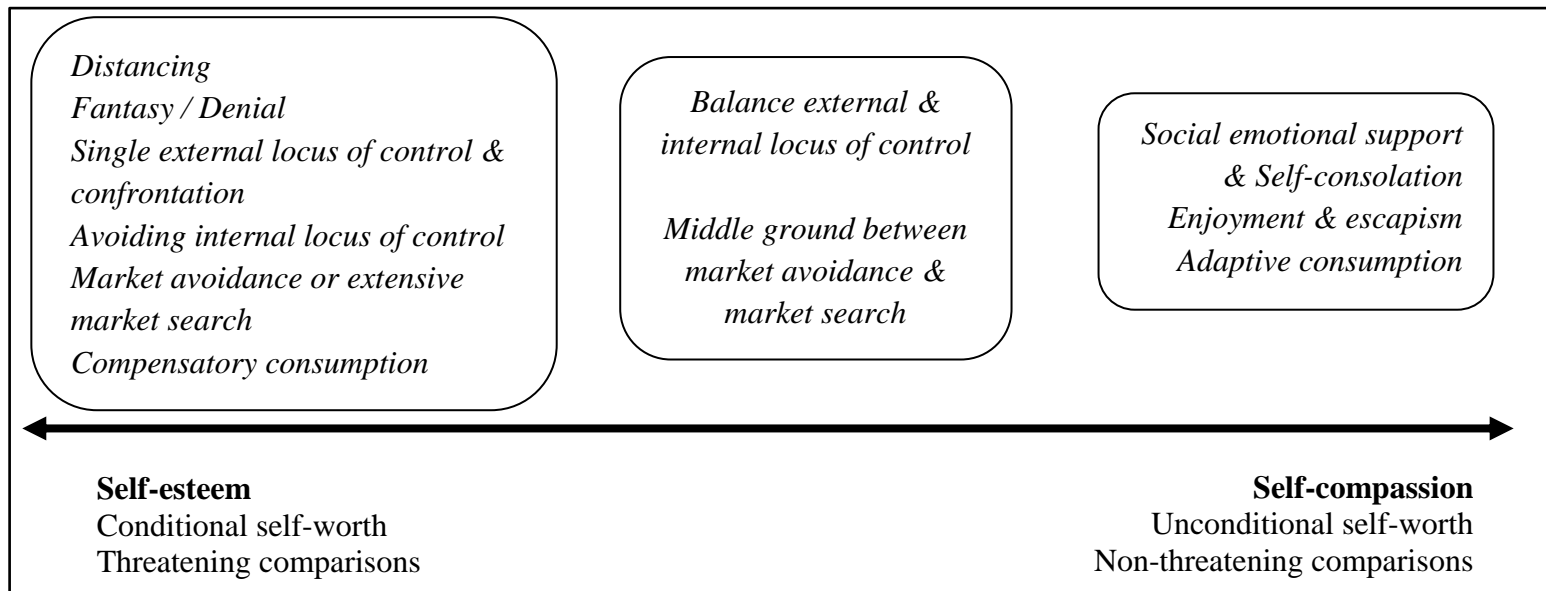 Distancing
Fantasy / Denial
Single external locus of control &
confrontation
Avoiding internal locus of control
Market avoidance or extensive
market search
Compensatory consumption
Balance external &
internal locus of control
Middle ground between
market avoidance &
market search
Social emotional support
& Self-consolation
Enjoyment & escapism
Adaptive consumption
Self-esteem
Conditional self-worth
Threatening comparisons
Self-compassion
Unconditional self-worth
Non-threatening comparisons